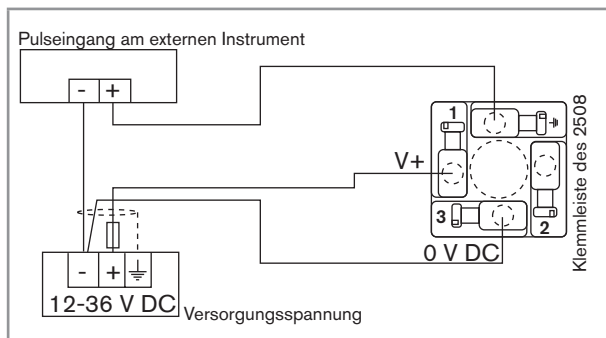 Pulseingang am externen Instrument
- +
1
V+
3
2
0 V DC
Klemmleiste des 2508
- +
12-36 V DC
Versorgungsspannung